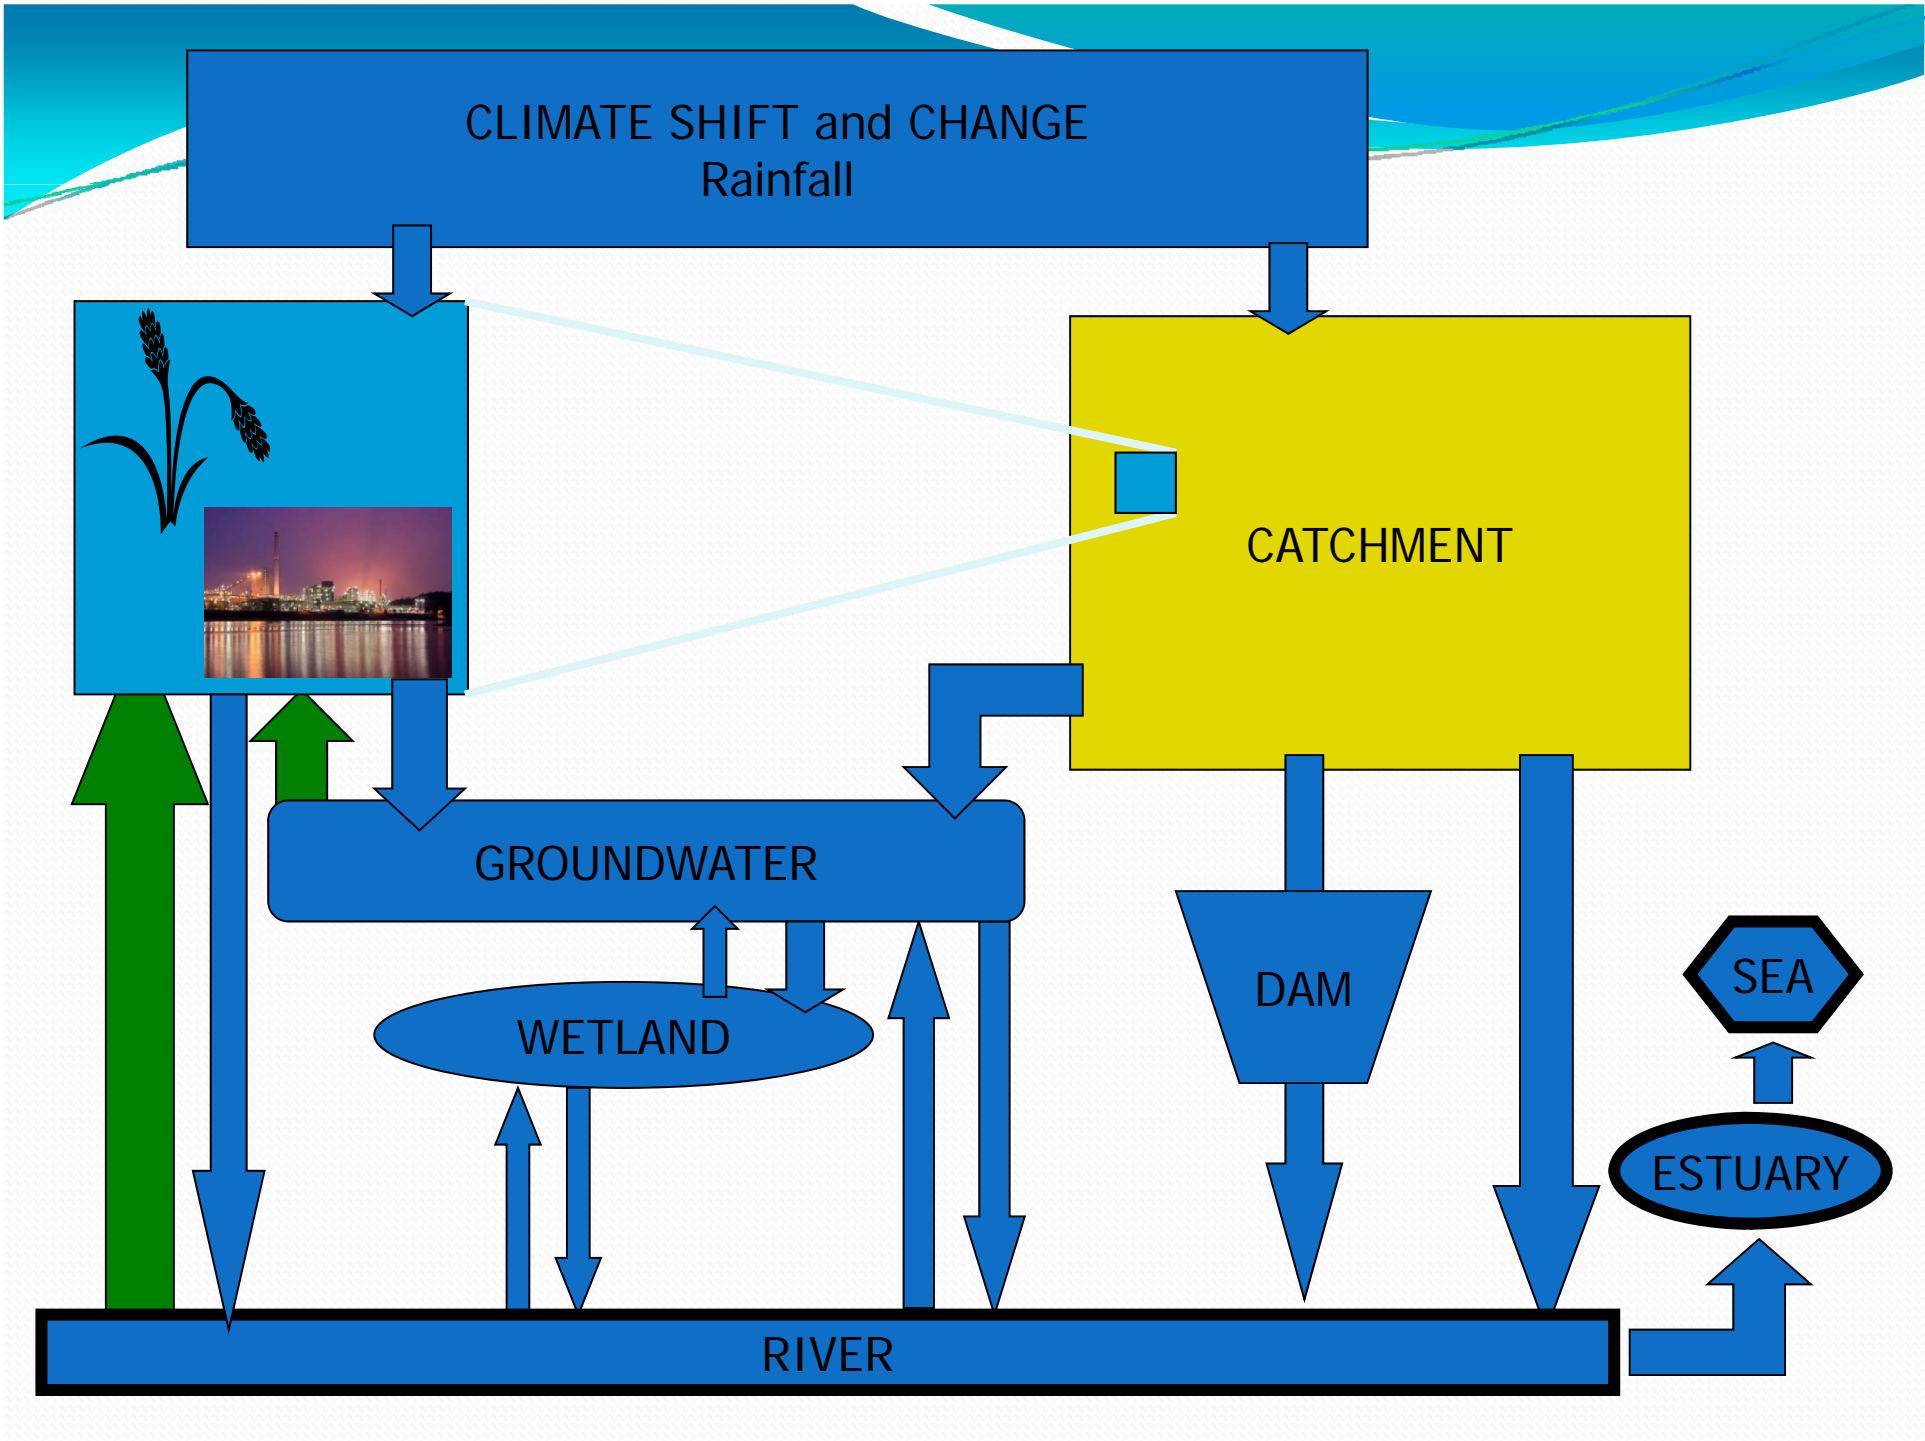 CLIMATE SHIFT and CHANGE
Rainfall
CATCHMENT
GROUNDWATER
WETLAND
DAM
SEA
ESTUARY
RIVER